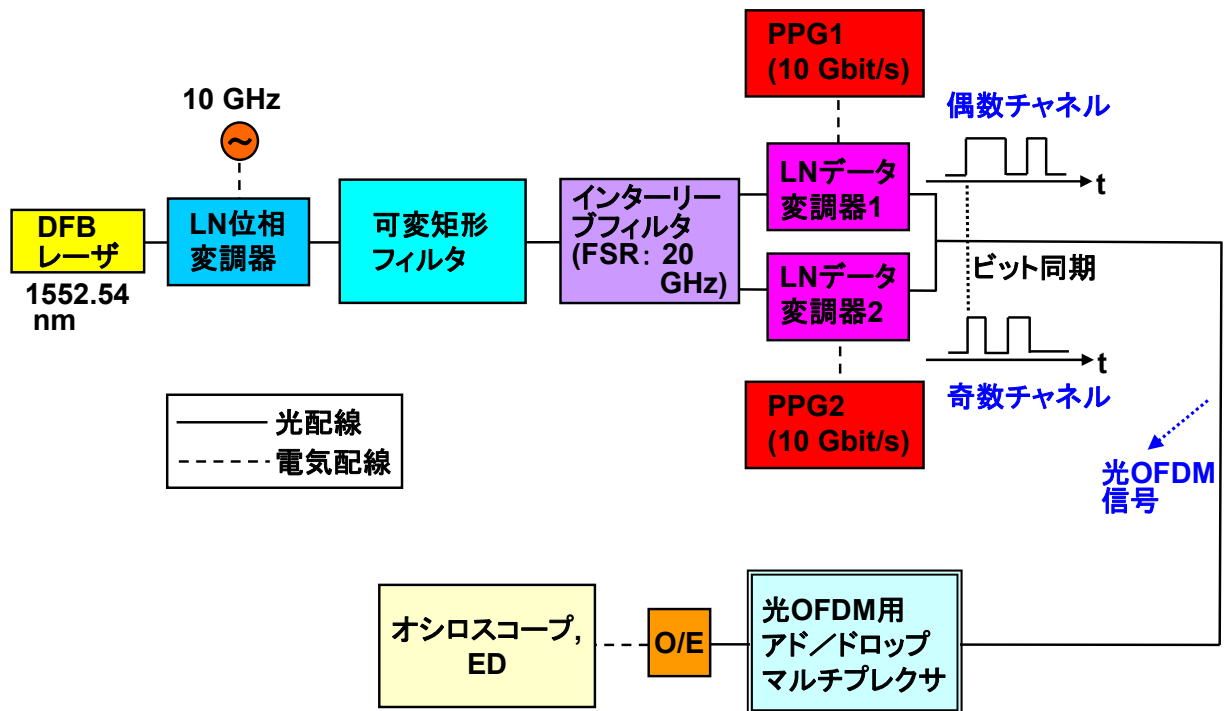 PPG1
(10 Gbit/s)
10 GHz
偶数チャネル
～
LNデータ
変調器1
t
DFB
レーザ
LN位相
変調器
可変矩形
フィルタ
インターリー
ブフィルタ
(FSR: 20
GHz)
1552.54
nm
LNデータ
変調器2
ビット同期
t
奇数チャネル
PPG2
(10 Gbit/s)
光配線
電気配線
光OFDM
信号
オシロスコープ,
ED
O/E
光OFDM用
アド／ドロップ
マルチプレクサ